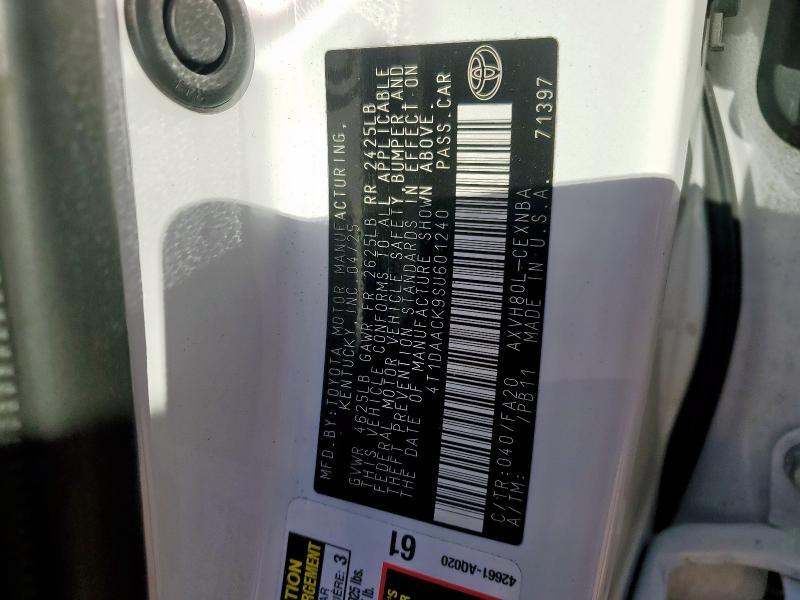 MFD.BY:TOYOTA MOTOR MANUFACTURING,
KENTUCKY, INC. 04/25
GVWR 4625LB GAWR FR 2625LB RR 2425LB
THIS VEHICLE CONFORMS TO ALL APPLICABLE
FEDERAL MOTOR VEHICLE SAFETY, BUMPER, AND
THEFT PREVENTION STANDARDS IN EFFECT ON
THE DATE OF MANUFACTURE SHOWN ABOVE.
4T1DAACK9SU601240 PASS.CAR
C/TR:040/FA20 AXVH80L-CEXNBA
A/TM: /PB11 MADE IN U.S.A. 71397
61
42661-AQ020
3